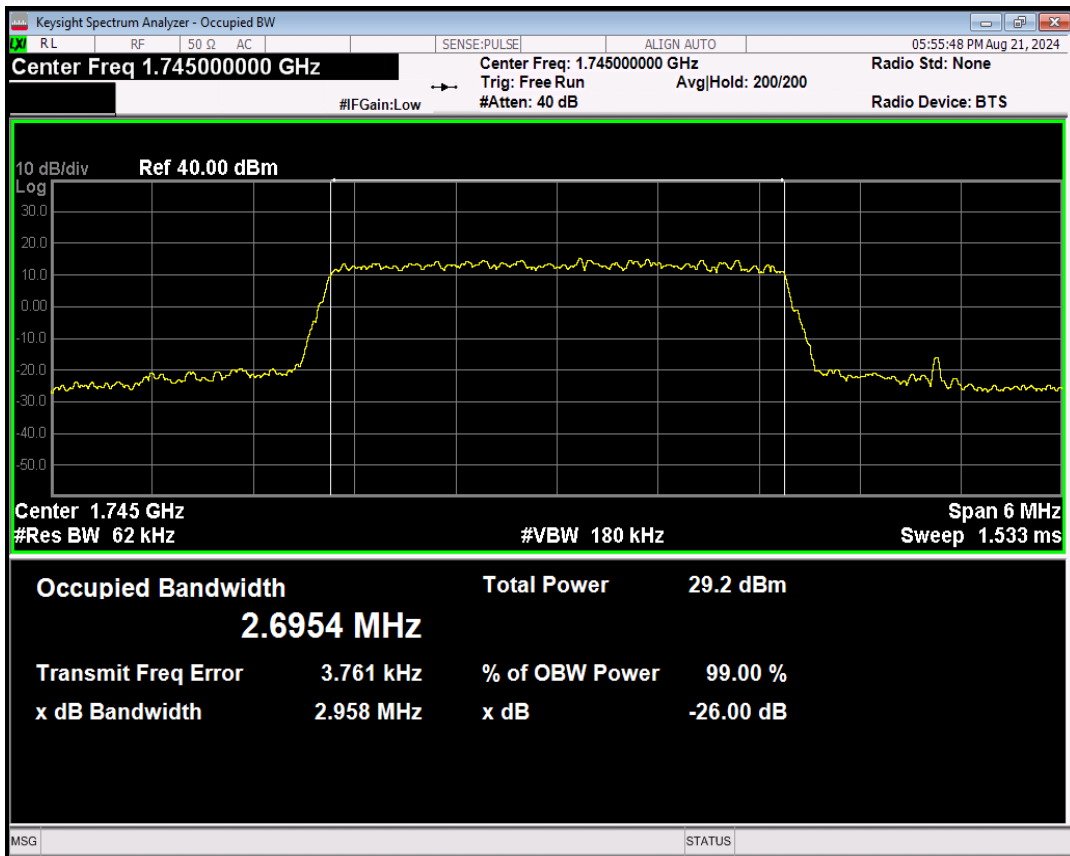 Keysight Spectrum Analyzer - Occupied BW
LXI RL RF 50 Ω AC SENSE:PULSE ALIGN AUTO 05:55:48 PM Aug 21, 2024
Center Freq 1.745000000 GHz Center Freq: 1.745000000 GHz Radio Std: None
Trig: Free Run Avg|Hold: 200/200
#IFGain:Low #Atten: 40 dB Radio Device: BTS
10 dB/div Ref 40.00 dBm
Log
30.0
20.0
10.0
0.00
-10.0
-20.0
-30.0
-40.0
-50.0
Center 1.745 GHz Span 6 MHz
#Res BW 62 kHz #VBW 180 kHz Sweep 1.533 ms
Occupied Bandwidth Total Power 29.2 dBm
2.6954 MHz
Transmit Freq Error 3.761 kHz % of OBW Power 99.00 %
x dB Bandwidth 2.958 MHz x dB -26.00 dB
MSG STATUS